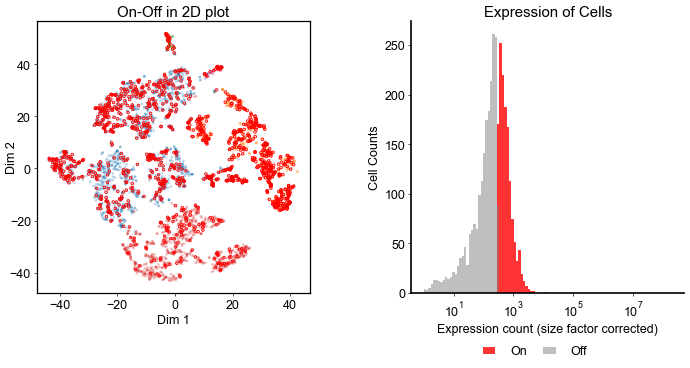 On-Off in 2D plot
Dim 2
40
20
0
−20
−40
−40 −20 0 20 40
Dim 1
Expression of Cells
Cell Counts
250
200
150
100
50
0
10^1 10^3 10^5 10^7
Expression count (size factor corrected)
On Off